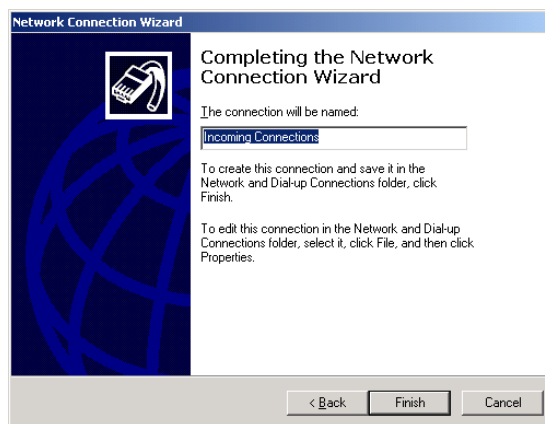 Network Connection Wizard
Completing the Network
Connection Wizard
The connection will be named:
Incoming Connections
To create this connection and save it in the
Network and Dial-up Connections folder, click
Finish.
To edit this connection in the Network and Dial-up
Connections folder, select it, click File, and then click
Properties.
< Back Finish Cancel